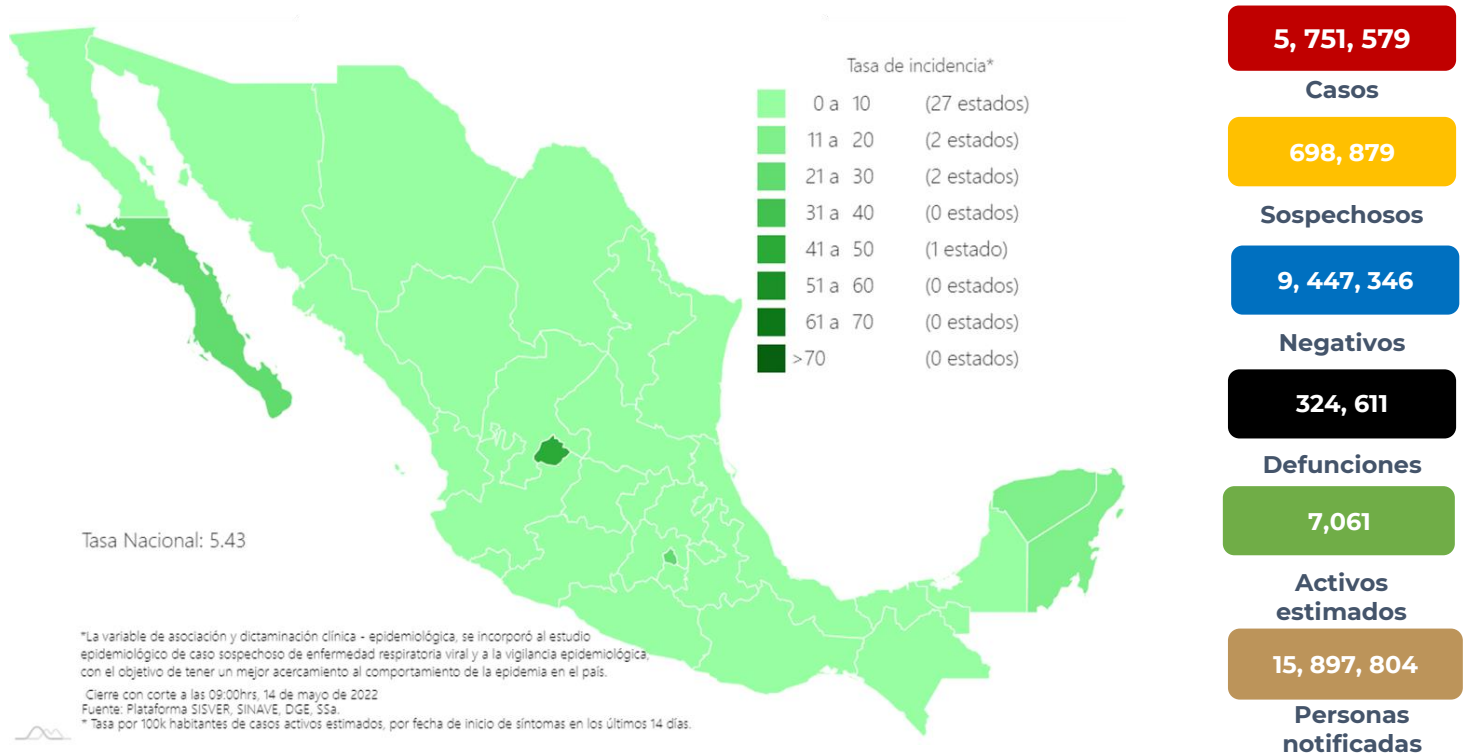 Tasa de incidencia*
0 a 10 (27 estados)
11 a 20 (2 estados)
21 a 30 (2 estados)
31 a 40 (0 estados)
41 a 50 (1 estado)
51 a 60 (0 estados)
61 a 70 (0 estados)
>70 (0 estados)
Tasa Nacional: 5.43
*La variable de asociación y dictaminación clínica - epidemiológica, se incorporó al estudio
epidemiológico de caso sospechoso de enfermedad respiratoria viral y a la vigilancia epidemiológica,
con el objetivo de tener un mejor acercamiento al comportamiento de la epidemia en el país.
Cierre con corte a las 09:00hrs, 14 de mayo de 2022
Fuente: Plataforma SISVER, SINAVE, DGE, SSa.
* Tasa por 100k habitantes de casos activos estimados, por fecha de inicio de síntomas en los últimos 14 días.
5, 751, 579
Casos
698, 879
Sospechosos
9, 447, 346
Negativos
324, 611
Defunciones
7,061
Activos
estimados
15, 897, 804
Personas
notificadas